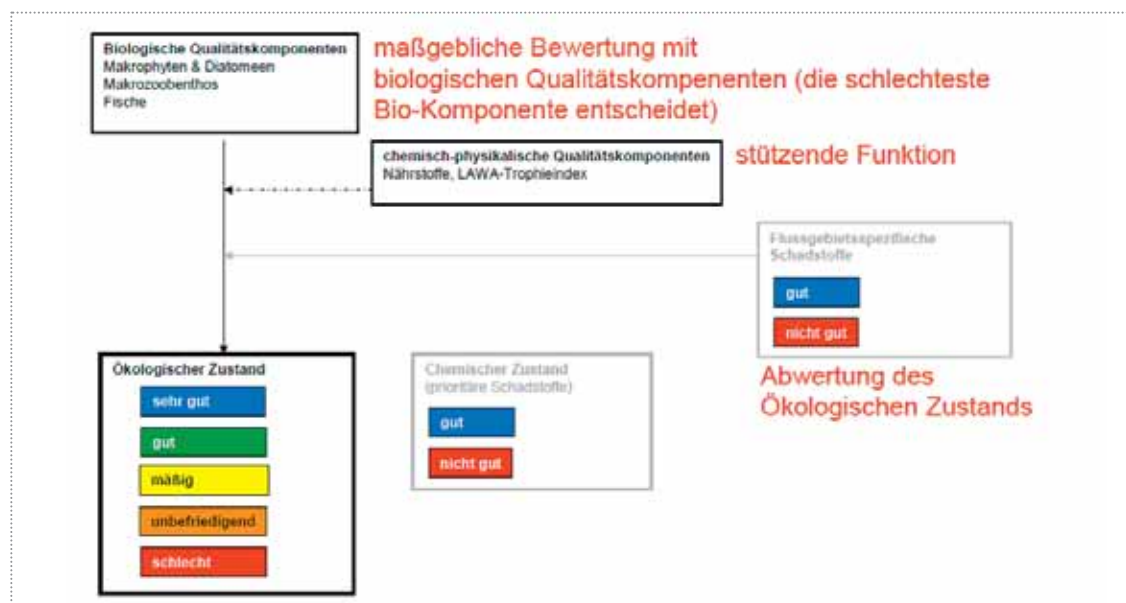 Biologische Qualitätskomponenten
Makrophyten & Diatomeen
Makrozoobenthos
Fische
maßgebliche Bewertung mit
biologischen Qualitätskompenenten (die schlechteste
Bio-Komponente entscheidet)
chemisch-physikalische Qualitätskomponenten
Nährstoffe, LAWA-Trophieindex
stützende Funktion
Flussgebietsspezifische
Schadstoffe
gut
nicht gut
Abwertung des
Ökologischen Zustands
Ökologischer Zustand
sehr gut
gut
mäßig
unbefriedigend
schlecht
Chemischer Zustand
(prioritäre Schadstoffe)
gut
nicht gut